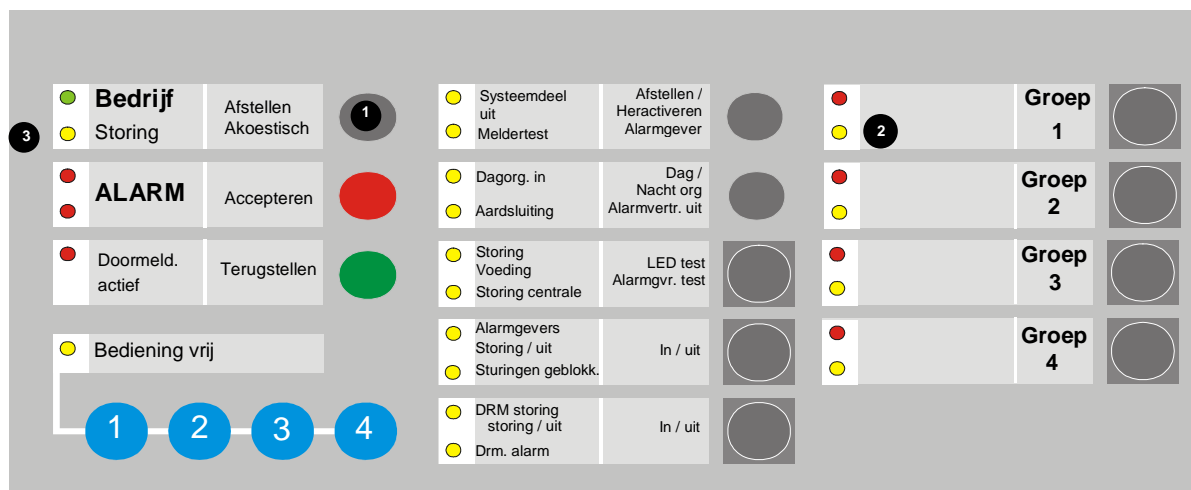 Bedrijf
Storing
3
Afstellen
Akoestisch
1
ALARM
Accepteren
Doormeld.
actief
Terugstellen
Bediening vrij
1
2
3
4
Systeemdeel
uit
Meldertest
Afstellen /
Heractiveren
Alarmgever
Dagorg. in
Aardsluiting
Dag /
Nacht org
Alarmvertr. uit
Storing
Voeding
Storing centrale
LED test
Alarmgvr. test
Alarmgevers
Storing / uit
Sturingen geblokk.
In / uit
DRM storing
storing / uit
Drm. alarm
In / uit
2
Groep
1
Groep
2
Groep
3
Groep
4